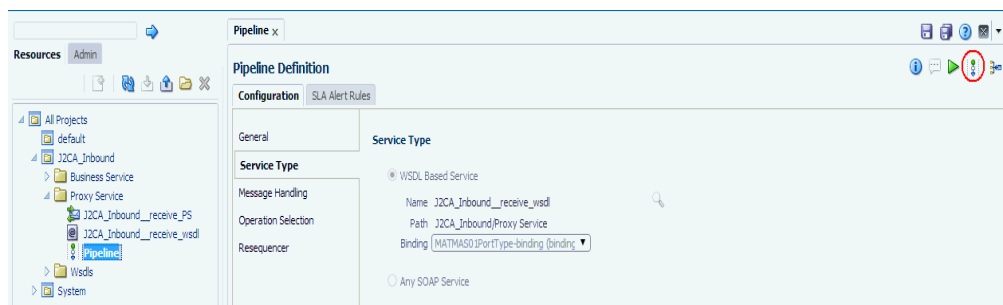 Pipeline x
Resources Admin
All Projects
default
J2CA_Inbound
Business Service
Proxy Service
J2CA_Inbound__receive_PS
J2CA_Inbound__receive_wsdl
Pipeline
Wsdls
System
Pipeline Definition
Configuration SLA Alert Rules
General
Service Type
Message Handling
Operation Selection
Resequencer
Service Type
WSDL Based Service
Name J2CA_Inbound__receive_wsdl
Path J2CA_Inbound/Proxy Service
Binding MATMAS01PortType-binding (binding
Any SOAP Service